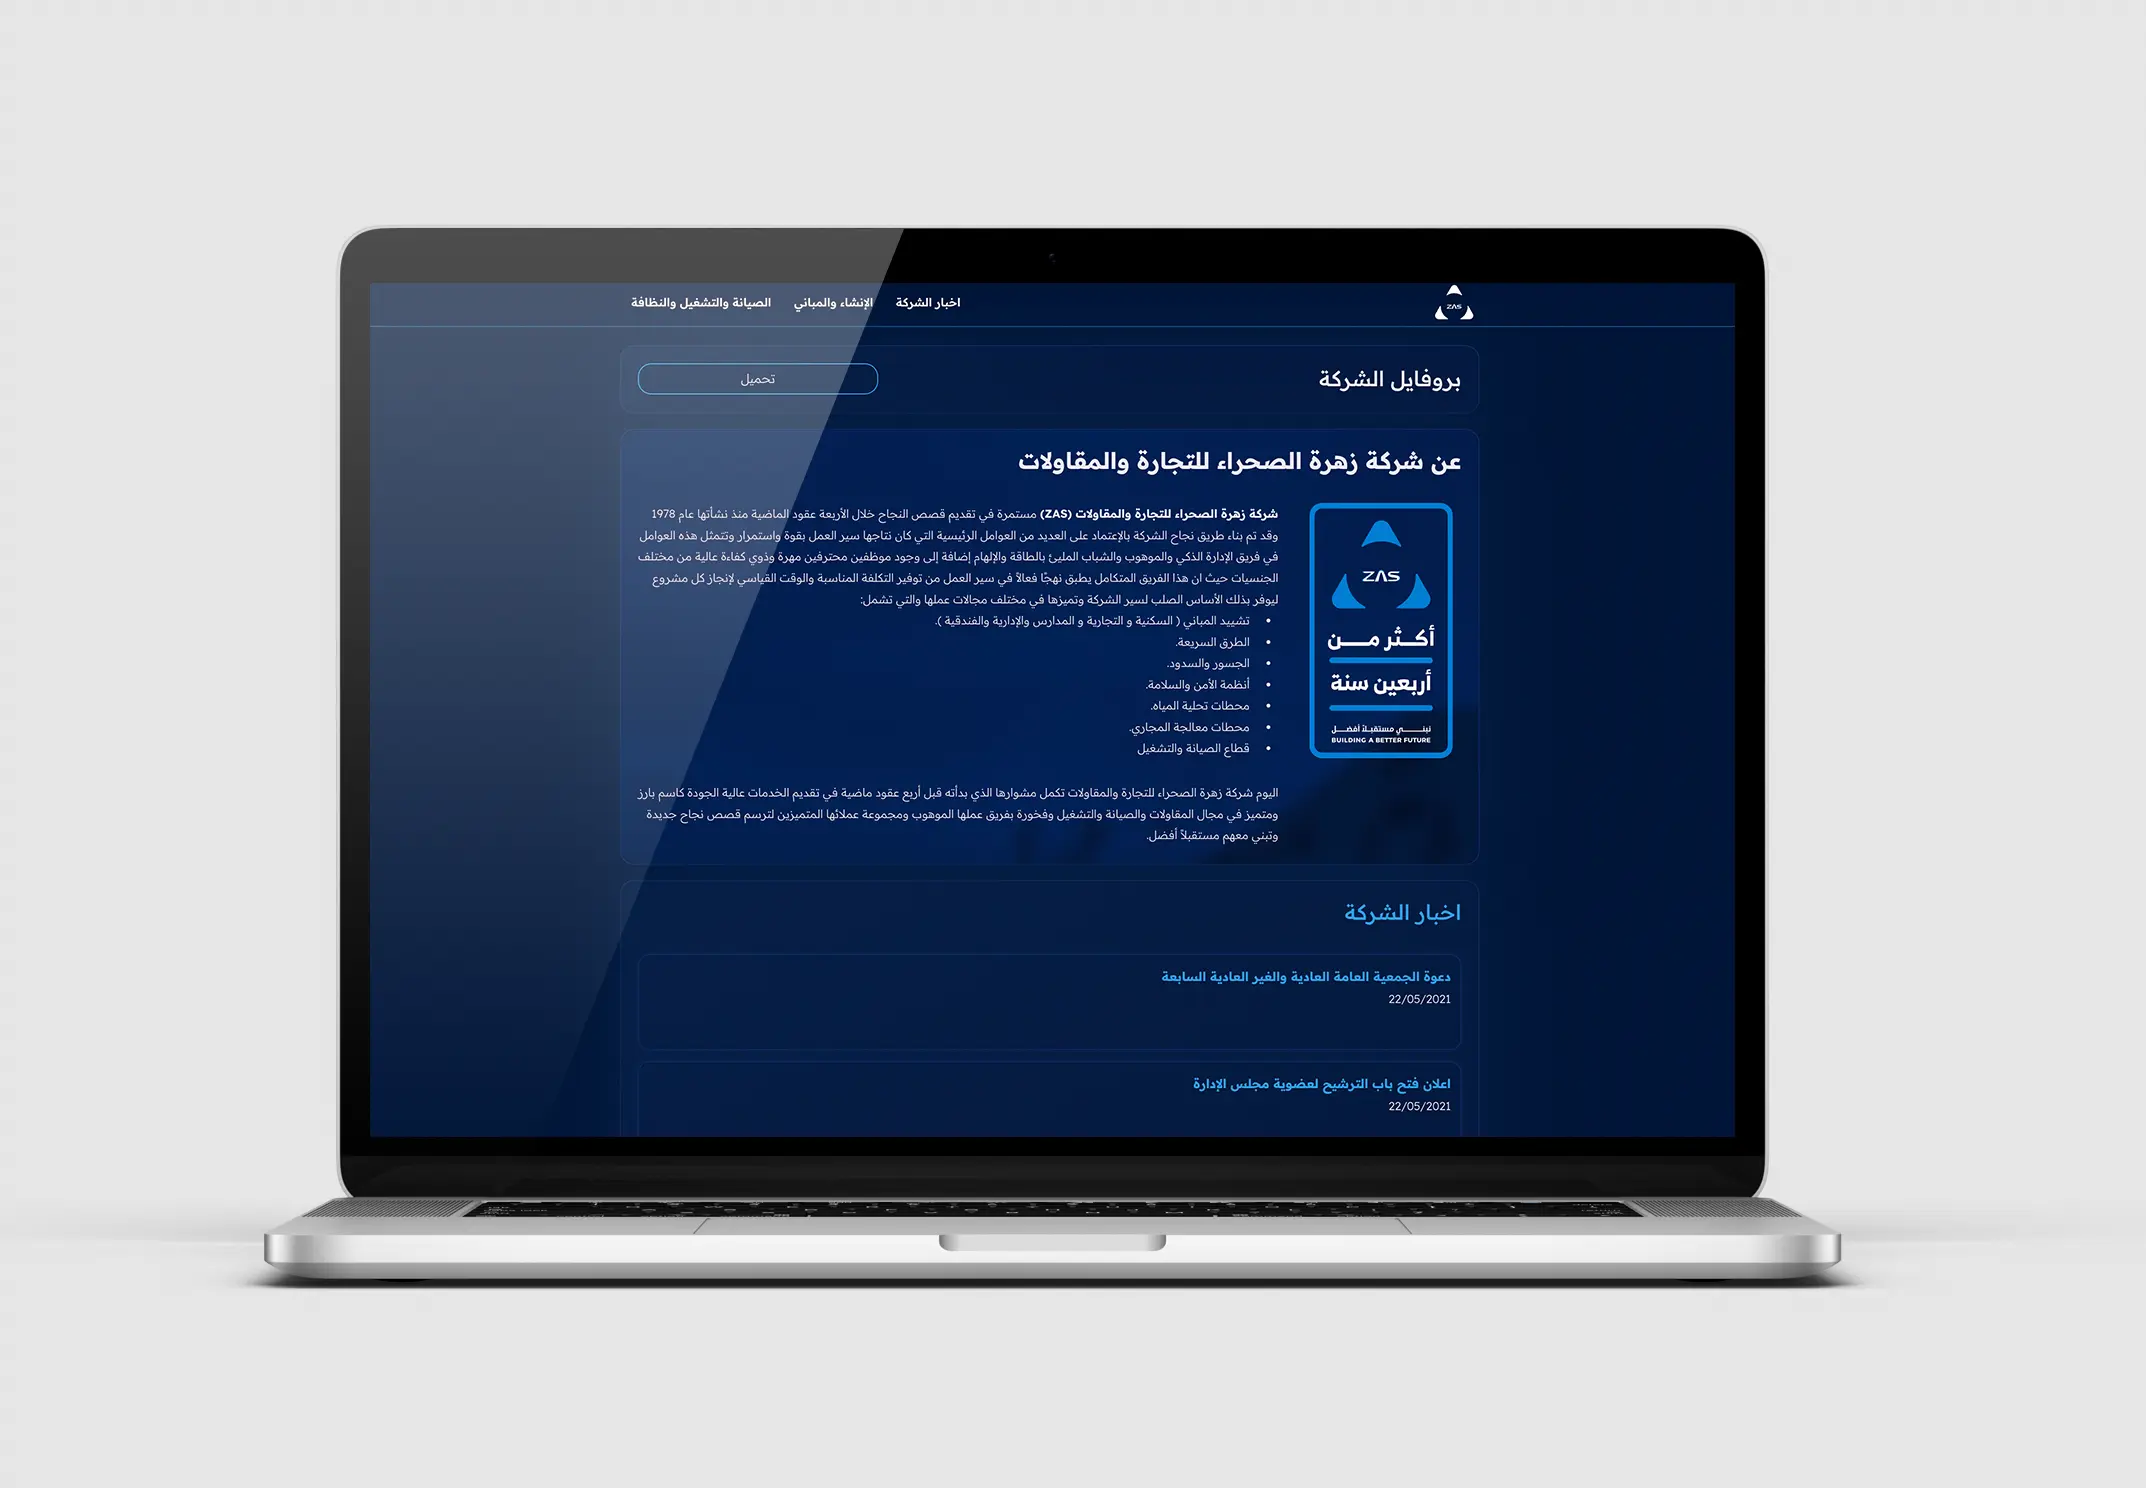 ZAS
اخبار الشركة
الإنشاء والمباني
الصيانة والتشغيل والنظافة
بروفايل الشركة
تحميل
عن شركة زهرة الصحراء للتجارة والمقاولات
ZAS
أكثر مــن
أربعين سنة
نبنــــي مستقبلاً أفضــل
BUILDING A BETTER FUTURE
شركة زهرة الصحراء للتجارة والمقاولات (ZAS) مستمرة في تقديم قصص النجاح خلال الأربعة عقود الماضية منذ نشأتها عام 1978
وقد تم بناء طريق نجاح الشركة بالإعتماد على العديد من العوامل الرئيسية التي كان نتاجها سير العمل بقوة واستمرار وتتمثل هذه العوامل
في فريق الإدارة الذكي والموهوب والشباب المليئ بالطاقة والإلهام إضافة إلى وجود موظفين محترفين مهرة وذوي كفاءة عالية من مختلف
الجنسيات حيث ان هذا الفريق المتكامل يطبق نهجًا فعالاً في سير العمل من توفير التكلفة المناسبة والوقت القياسي لإنجاز كل مشروع
ليوفر بذلك الأساس الصلب لسير الشركة وتميزها في مختلف مجالات عملها والتي تشمل:
• تشييد المباني ( السكنية و التجارية و المدارس والإدارية والفندقية ).
• الطرق السريعة.
• الجسور والسدود.
• أنظمة الأمن والسلامة.
• محطات تحلية المياه.
• محطات معالجة المجاري.
• قطاع الصيانة والتشغيل
اليوم شركة زهرة الصحراء للتجارة والمقاولات تكمل مشوارها الذي بدأته قبل أربع عقود ماضية في تقديم الخدمات عالية الجودة كاسم بارز
ومتميز في مجال المقاولات والصيانة والتشغيل وفخورة بفريق عملها الموهوب ومجموعة عملائها المتميزين لترسم قصص نجاح جديدة
وتبني معهم مستقبلاً أفضل.
اخبار الشركة
دعوة الجمعية العامة العادية والغير العادية السابعة
22/05/2021
اعلان فتح باب الترشيح لعضوية مجلس الإدارة
22/05/2021